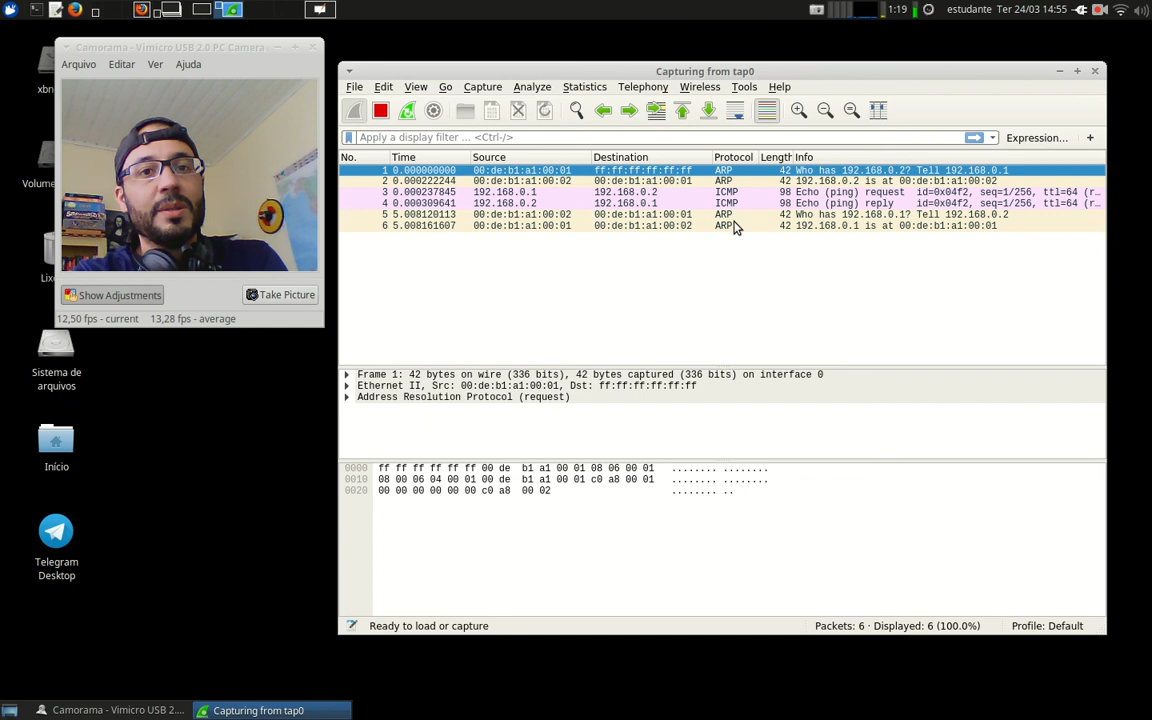 1:19 estudante Ter 24/03 14:55
xbn
Camorama - Vimicro USB 2.0 PC Camera
Arquivo Editar Ver Ajuda
Show Adjustments Take Picture
12,50 fps - current 13,28 fps - average
Volume
Lix
Sistema de
arquivos
Início
Telegram
Desktop
Capturing from tap0
File Edit View Go Capture Analyze Statistics Telephony Wireless Tools Help
Apply a display filter ... <Ctrl-/> Expression... +
No. Time Source Destination Protocol Length Info
1 0.000000000 00:de:b1:a1:00:01 ff:ff:ff:ff:ff:ff ARP 42 Who has 192.168.0.2? Tell 192.168.0.1
2 0.000222244 00:de:b1:a1:00:02 00:de:b1:a1:00:01 ARP 42 192.168.0.2 is at 00:de:b1:a1:00:02
3 0.000237845 192.168.0.1 192.168.0.2 ICMP 98 Echo (ping) request id=0x04f2, seq=1/256, ttl=64 (r…
4 0.000309641 192.168.0.2 192.168.0.1 ICMP 98 Echo (ping) reply id=0x04f2, seq=1/256, ttl=64 (r…
5 5.008120113 00:de:b1:a1:00:02 00:de:b1:a1:00:01 ARP 42 Who has 192.168.0.1? Tell 192.168.0.2
6 5.008161607 00:de:b1:a1:00:01 00:de:b1:a1:00:02 ARP 42 192.168.0.1 is at 00:de:b1:a1:00:01
Frame 1: 42 bytes on wire (336 bits), 42 bytes captured (336 bits) on interface 0
Ethernet II, Src: 00:de:b1:a1:00:01, Dst: ff:ff:ff:ff:ff:ff
Address Resolution Protocol (request)
0000 ff ff ff ff ff ff 00 de b1 a1 00 01 08 06 00 01 ........ ........
0010 08 00 06 04 00 01 00 de b1 a1 00 01 c0 a8 00 01 ........ ........
0020 00 00 00 00 00 00 c0 a8 00 02 ........ ..
Ready to load or capture Packets: 6 · Displayed: 6 (100.0%) Profile: Default
Camorama - Vimicro USB 2.... Capturing from tap0